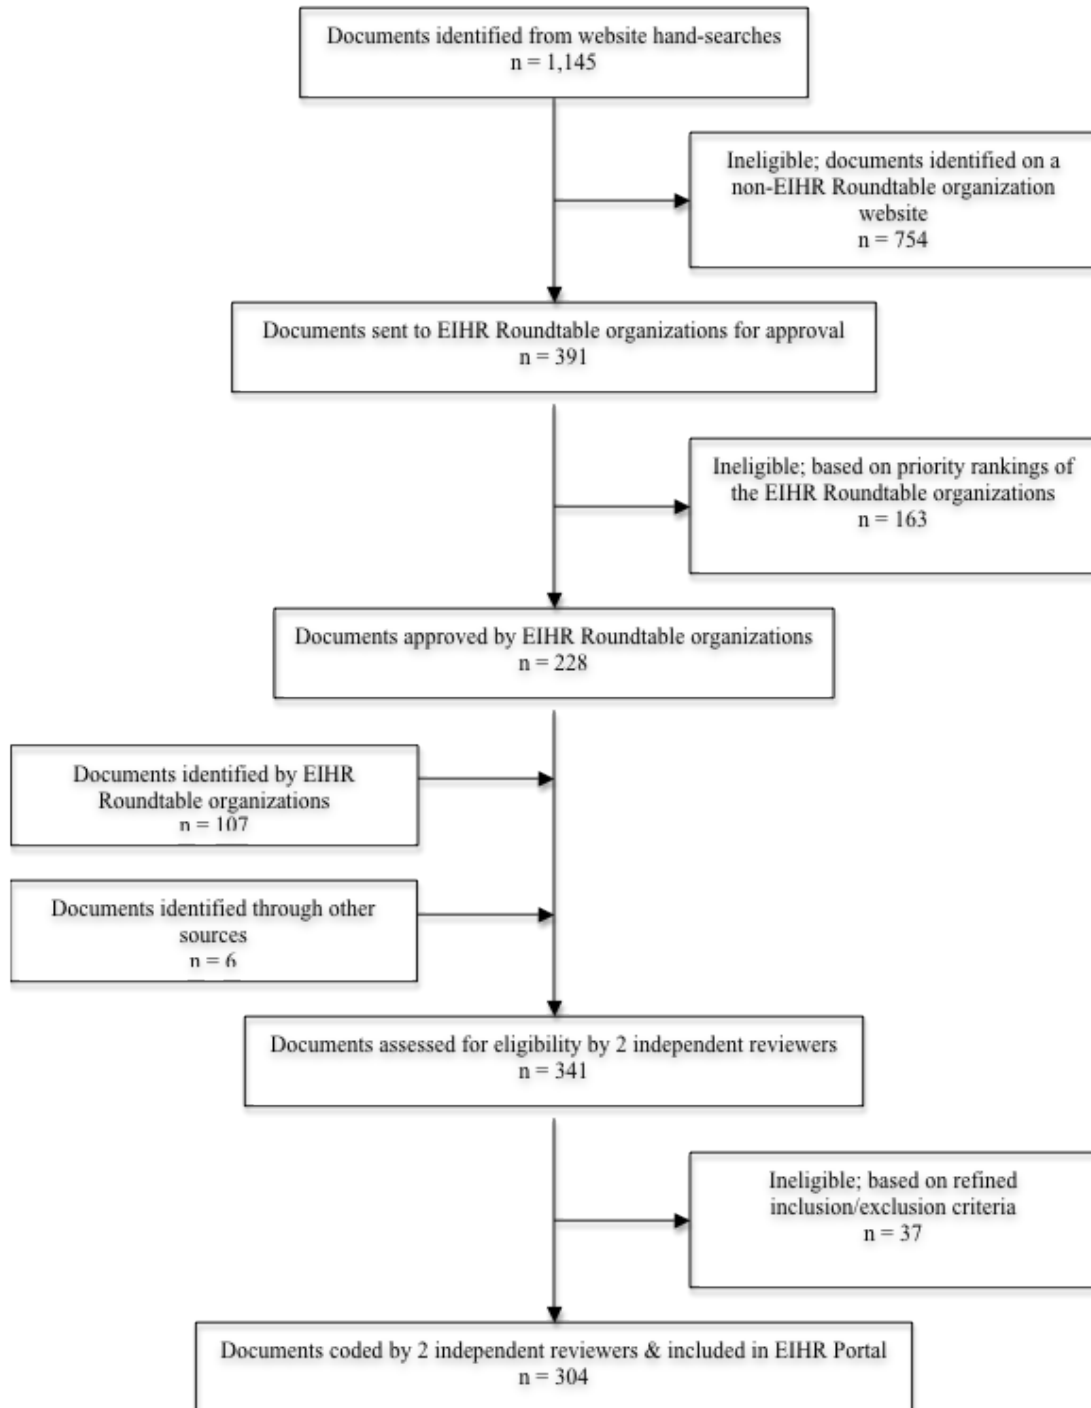 Documents identified from website hand-searches
n = 1,145
Ineligible; documents identified on a
non-EIHR Roundtable organization
website
n = 754
Documents sent to EIHR Roundtable organizations for approval
n = 391
Ineligible; based on priority rankings of
the EIHR Roundtable organizations
n = 163
Documents approved by EIHR Roundtable organizations
n = 228
Documents identified by EIHR
Roundtable organizations
n = 107
Documents identified through other
sources
n = 6
Documents assessed for eligibility by 2 independent reviewers
n = 341
Ineligible; based on refined
inclusion/exclusion criteria
n = 37
Documents coded by 2 independent reviewers & included in EIHR Portal
n = 304